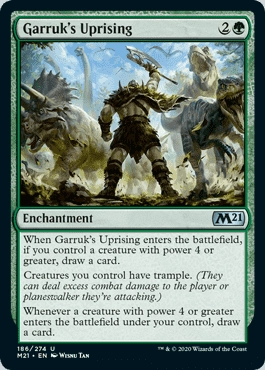 Garruk's Uprising 2
Enchantment M21
When Garruk's Uprising enters the battlefield,
if you control a creature with power 4 or
greater, draw a card.
Creatures you control have trample. (They
can deal excess combat damage to the player or
planeswalker they're attacking.)
Whenever a creature with power 4 or greater
enters the battlefield under your control, draw
a card.
186/274 U
M21 • EN Wisnu Tan ™ & © 2020 Wizards of the Coast